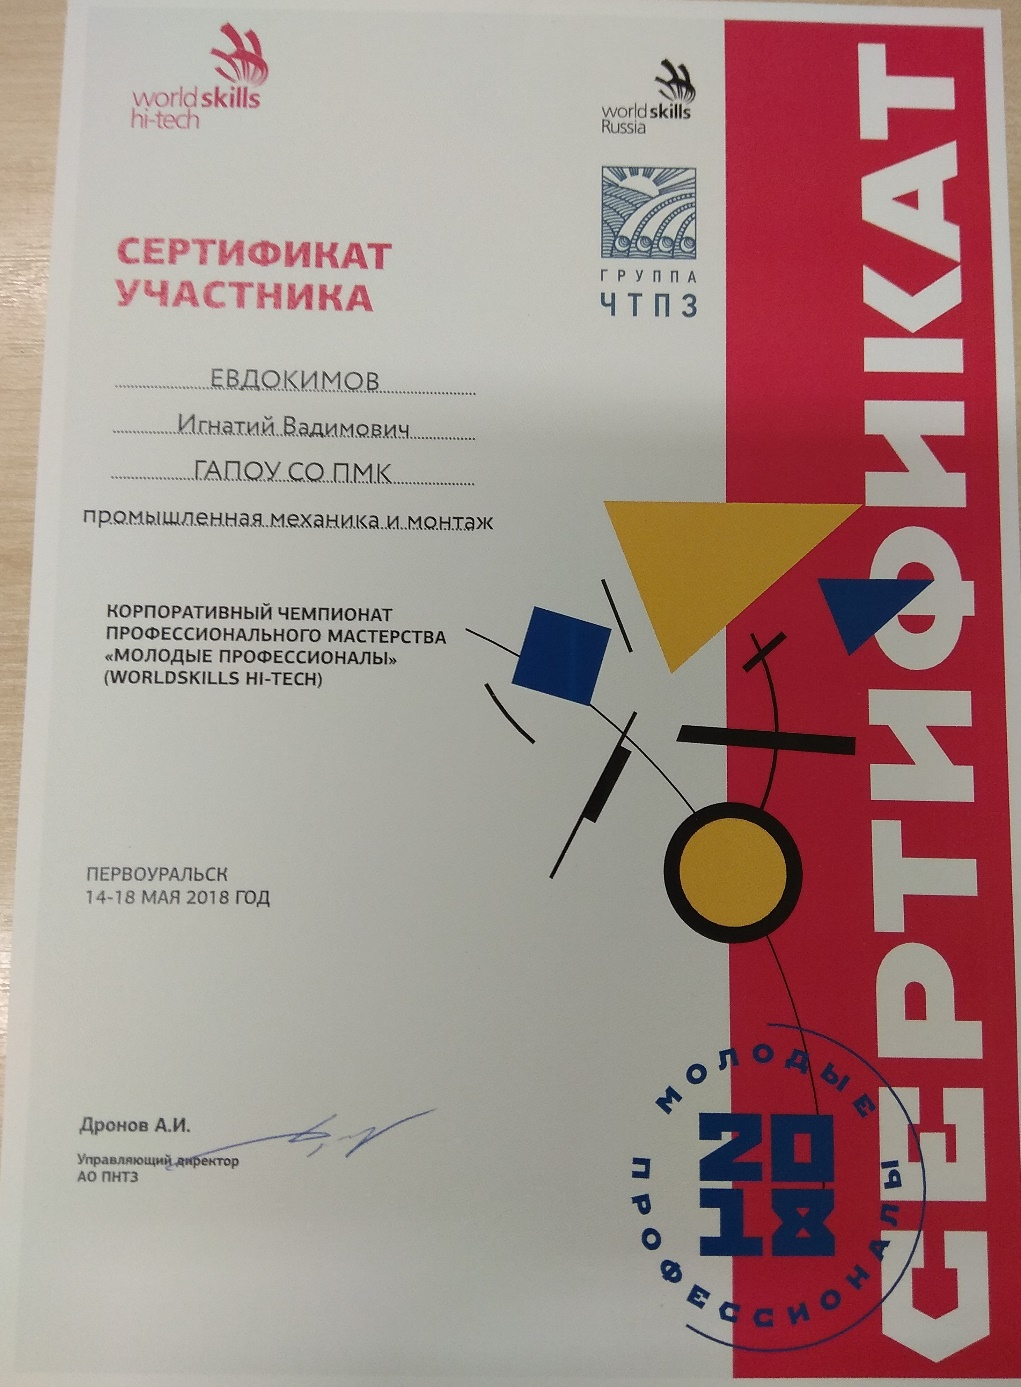 worldskills
hi-tech
worldskills
Russia
ГРУППА
ЧТПЗ
СЕРТИФИКАТ
УЧАСТНИКА
ЕВДОКИМОВ
Игнатий Вадимович
ГАПОУ СО ПМК
промышленная механика и монтаж
КОРПОРАТИВНЫЙ ЧЕМПИОНАТ
ПРОФЕССИОНАЛЬНОГО МАСТЕРСТВА
«МОЛОДЫЕ ПРОФЕССИОНАЛЫ»
(WORLDSKILLS HI-TECH)
ПЕРВОУРАЛЬСК
14-18 МАЯ 2018 ГОД
Дронов А.И.
Управляющий директор
АО ПНТЗ
МОЛОДЫЕ
ПРОФЕССИОНАЛЫ
20
18
СЕРТИФИКАТ